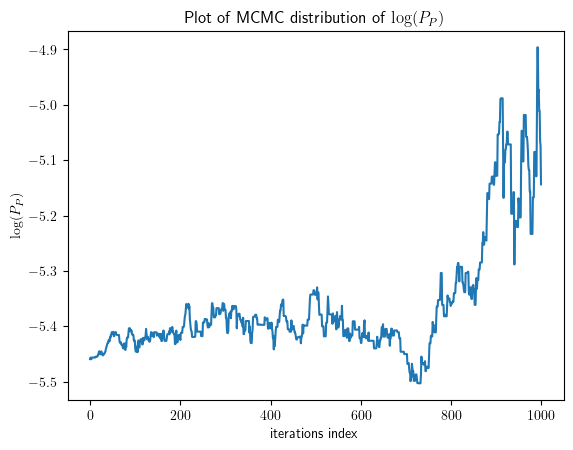 Plot of MCMC distribution of log(P_P)
−4.9
−5.0
−5.1
−5.2
−5.3
−5.4
−5.5
log(P_P)
0 200 400 600 800 1000
iterations index